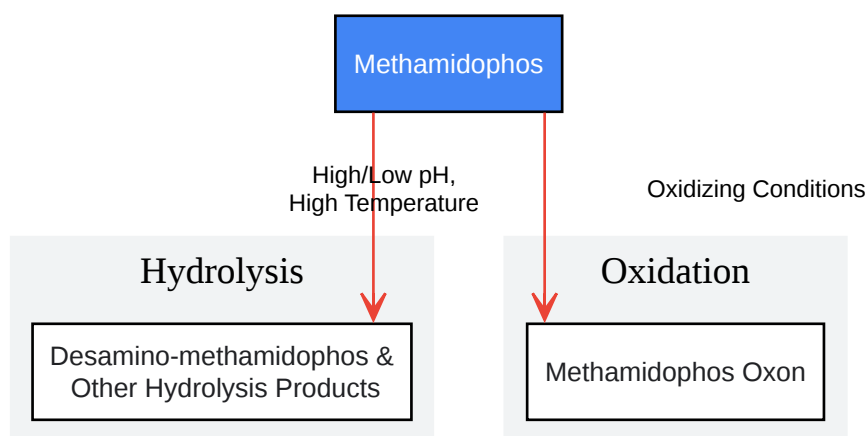 Methamidophos
High/Low pH,
High Temperature
Oxidizing Conditions
Hydrolysis
Oxidation
Desamino-methamidophos &
Other Hydrolysis Products
Methamidophos Oxon